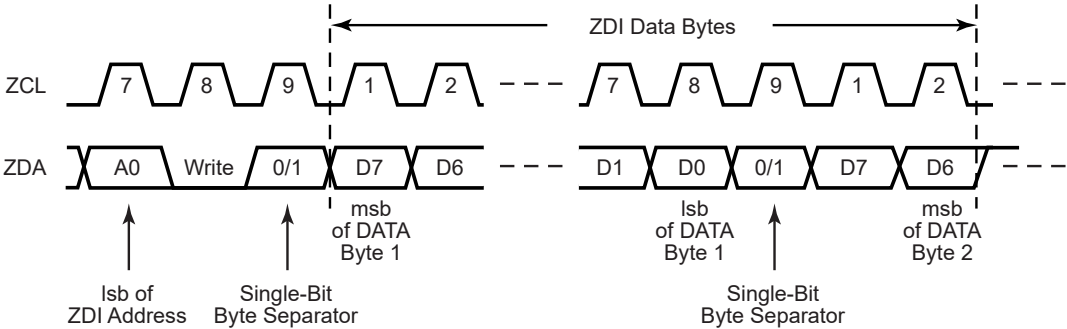 ZDI Data Bytes
ZCL 7 8 9 1 2 7 8 9 1 2
ZDA A0 Write 0/1 D7 D6 D1 D0 0/1 D7 D6
msb
of DATA
Byte 1
lsb
of DATA
Byte 1
msb
of DATA
Byte 2
lsb of
ZDI Address
Single-Bit
Byte Separator
Single-Bit
Byte Separator